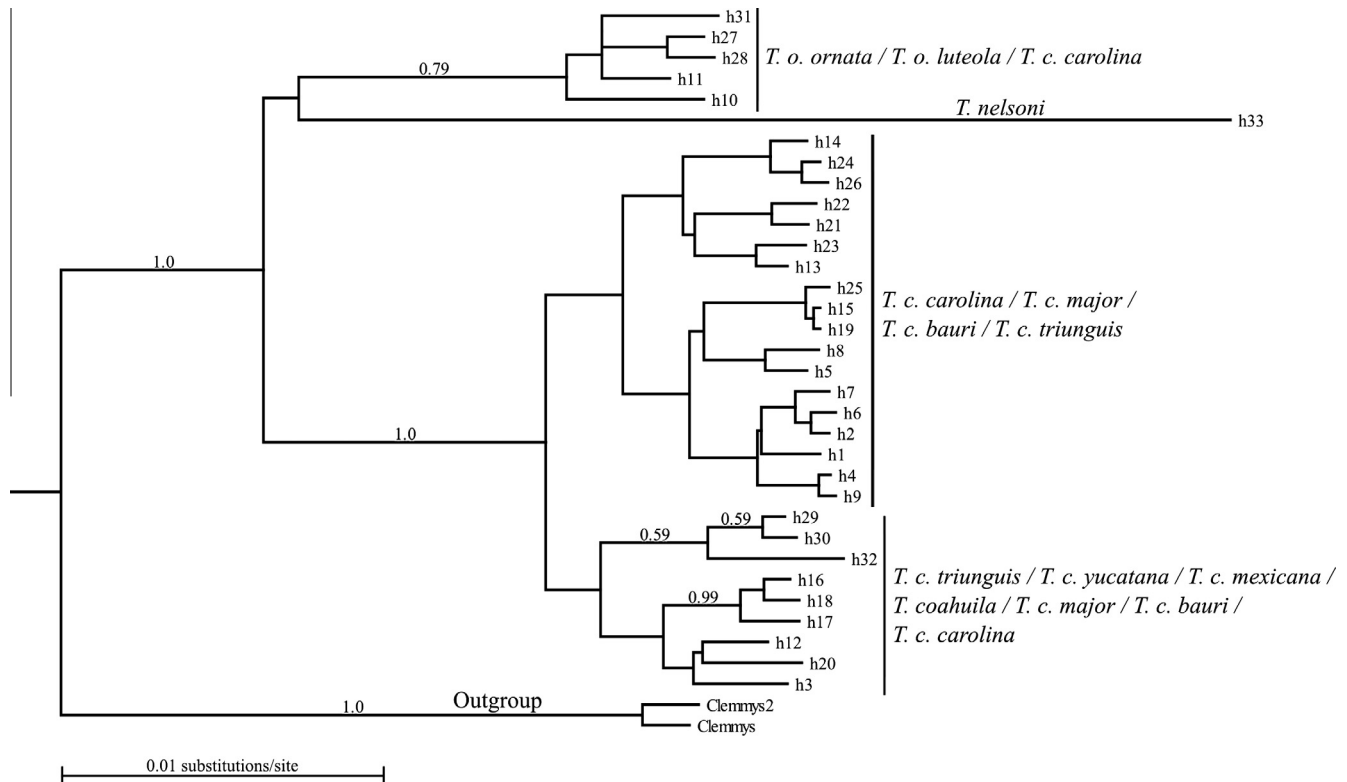 h31
h27
h28
T. o. ornata / T. o. luteola / T. c. carolina
0.79
h11
h10
T. nelsoni
h33
h14
h24
h26
h22
h21
h23
1.0
h13
h25
T. c. carolina / T. c. major /
h15
h19
T. c. bauri / T. c. triunguis
h8
h5
h7
h6
1.0
h2
h1
h4
h9
0.59
h29
0.59
h30
h32
T. c. triunguis / T. c. yucatana / T. c. mexicana /
h16
0.99
h18
T. coahuila / T. c. major / T. c. bauri /
h17
T. c. carolina
h12
h20
h3
Outgroup
1.0
Clemmys2
Clemmys
0.01 substitutions/site